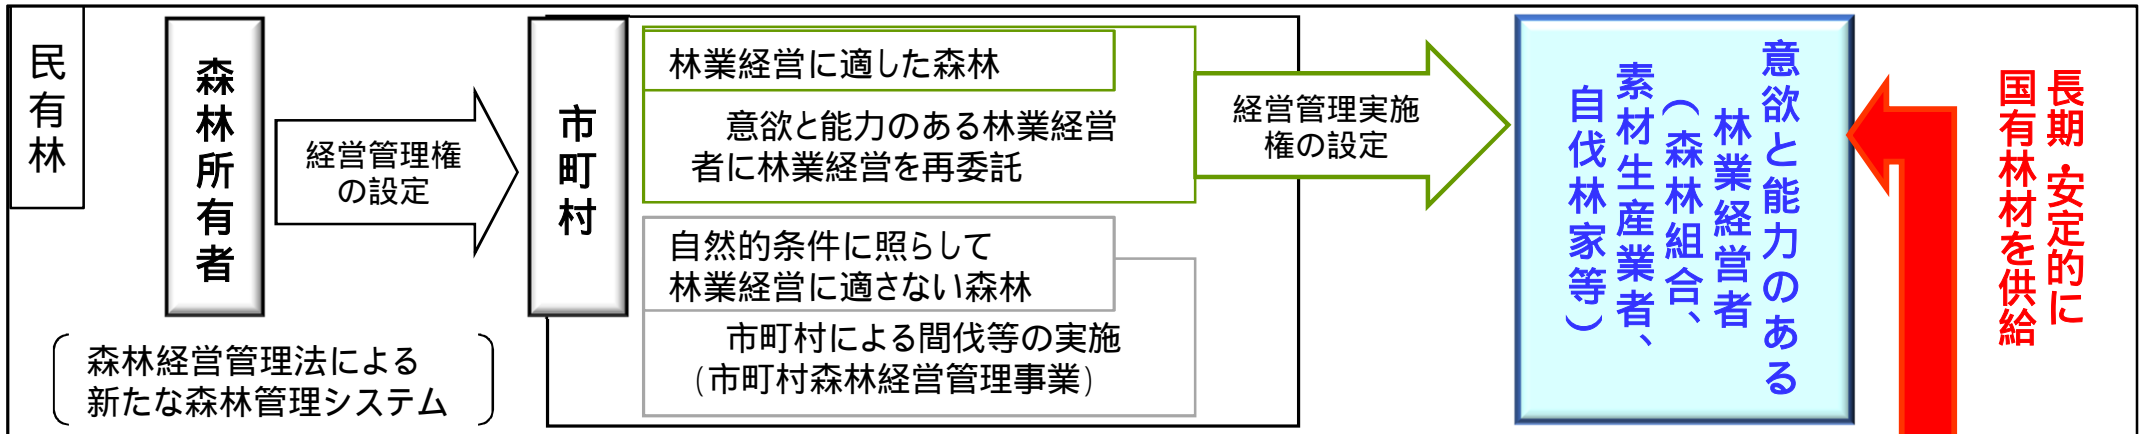 民有林
森林所有者
経営管理権
の設定
市町村
林業経営に適した森林
意欲と能力のある林業経営
者に林業経営を再委託
自然的条件に照らして
林業経営に適さない森林
市町村による間伐等の実施
(市町村森林経営管理事業)
経営管理実施
権の設定
意欲と能力のある
林業経営者
(森林組合、
素材生産業者、
自伐林家等)
長期・安定的に
国有林材を供給
森林経営管理法による
新たな森林管理システム